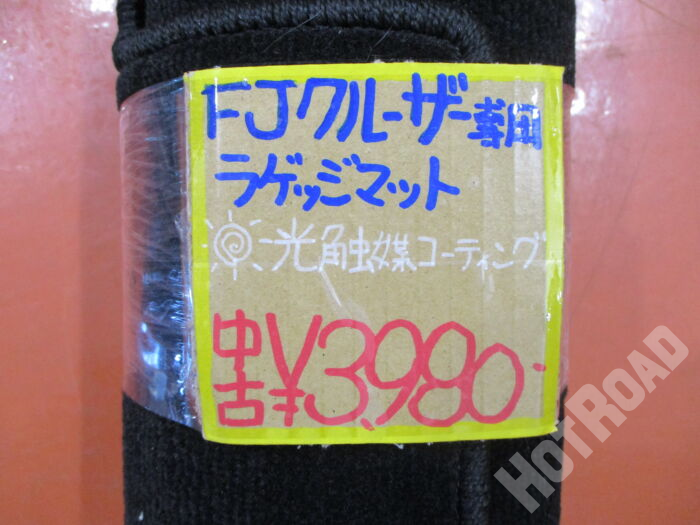 FJクルーザー専用
ラゲッジマット
光触媒コーティング
中古¥3,980-
HOTROAD